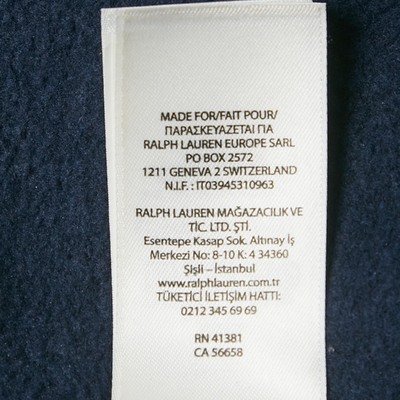 MADE FOR/FAIT POUR/
ΠΑΡΑΣΚΕΥΑΖΕΤΑΙ ΓΙΑ
RALPH LAUREN EUROPE SARL
PO BOX 2572
1211 GENEVA 2 SWITZERLAND
N.I.F. : IT03945310963
RALPH LAUREN MAĞAZACILIK VE
TİC. LTD. ŞTİ.
Esentepe Kasap Sok. Altınay İş
Merkezi No: 8-10 K: 4 34360
Şişli – İstanbul
www.ralphlauren.com.tr
TÜKETİCİ İLETİŞİM HATTI:
0212 345 69 69
RN 41381
CA 56658